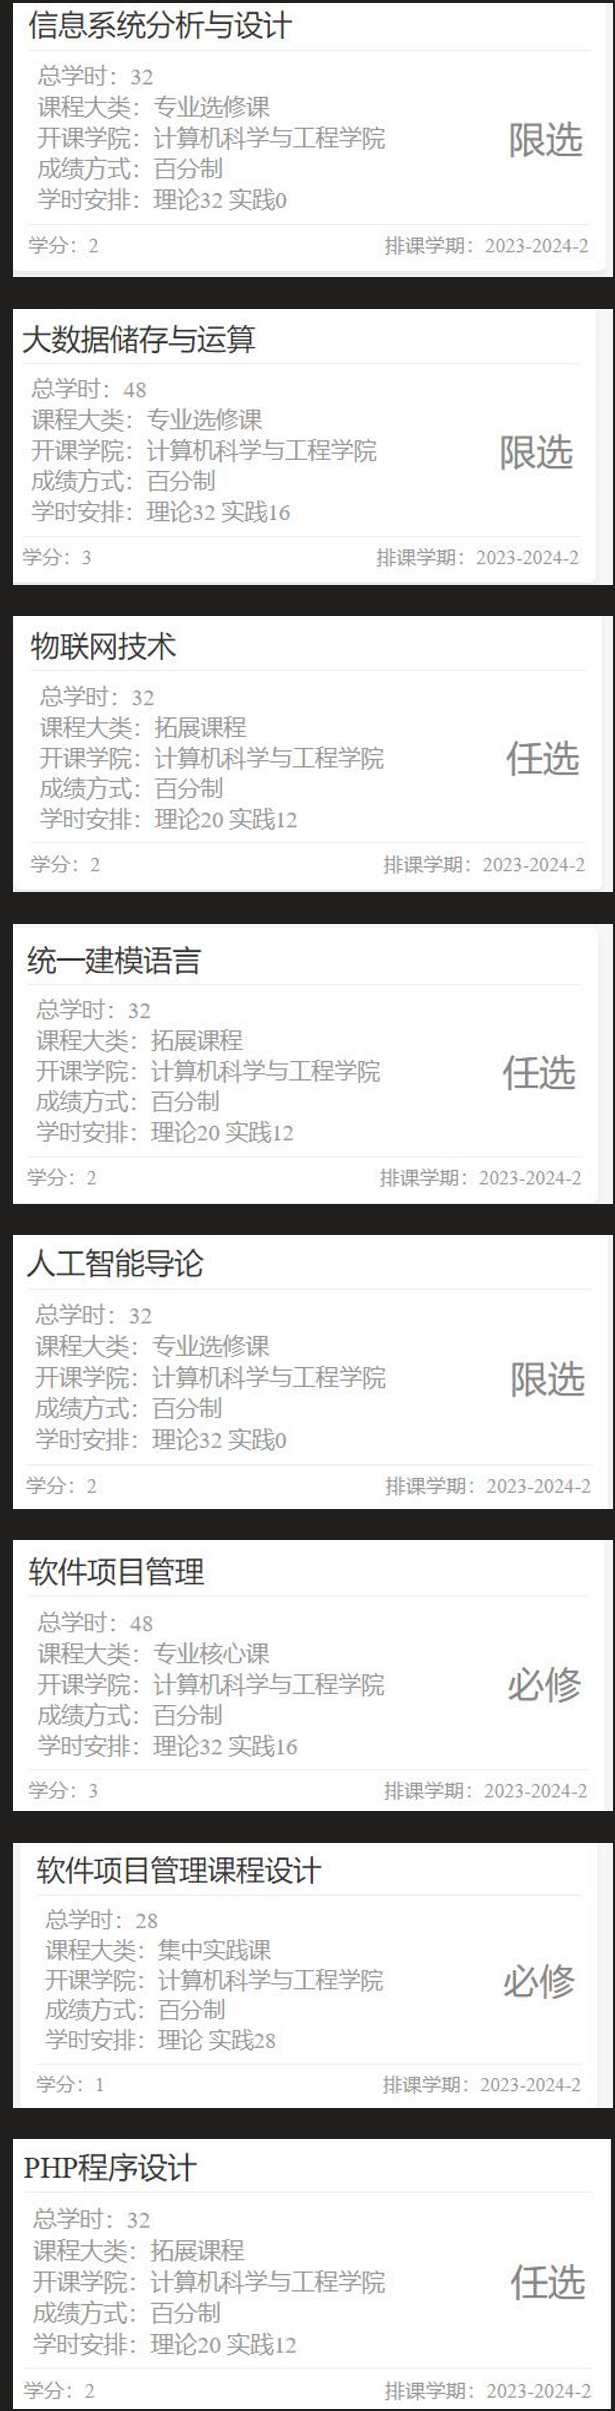 信息系统分析与设计
总学时：32
课程大类：专业选修课
开课学院：计算机科学与工程学院
限选
成绩方式：百分制
学时安排：理论32 实践0
学分：2 排课学期：2023-2024-2
大数据储存与运算
总学时：48
课程大类：专业选修课
开课学院：计算机科学与工程学院
限选
成绩方式：百分制
学时安排：理论32 实践16
学分：3 排课学期：2023-2024-2
物联网技术
总学时：32
课程大类：拓展课程
开课学院：计算机科学与工程学院
任选
成绩方式：百分制
学时安排：理论20 实践12
学分：2 排课学期：2023-2024-2
统一建模语言
总学时：32
课程大类：拓展课程
开课学院：计算机科学与工程学院
任选
成绩方式：百分制
学时安排：理论20 实践12
学分：2 排课学期：2023-2024-2
人工智能导论
总学时：32
课程大类：专业选修课
开课学院：计算机科学与工程学院
限选
成绩方式：百分制
学时安排：理论32 实践0
学分：2 排课学期：2023-2024-2
软件项目管理
总学时：48
课程大类：专业核心课
开课学院：计算机科学与工程学院
必修
成绩方式：百分制
学时安排：理论32 实践16
学分：3 排课学期：2023-2024-2
软件项目管理课程设计
总学时：28
课程大类：集中实践课
开课学院：计算机科学与工程学院
必修
成绩方式：百分制
学时安排：理论 实践28
学分：1 排课学期：2023-2024-2
PHP程序设计
总学时：32
课程大类：拓展课程
开课学院：计算机科学与工程学院
任选
成绩方式：百分制
学时安排：理论20 实践12
学分：2 排课学期：2023-2024-2